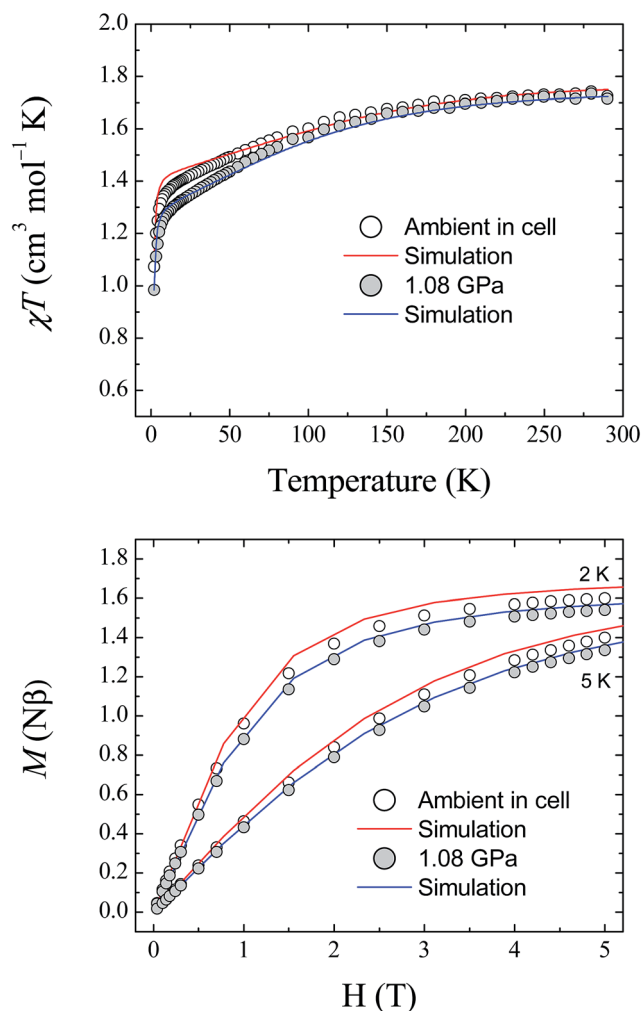 2.0
1.8
1.6
1.4
1.2
1.0
0.8
0.6
χT (cm³ mol⁻¹ K)
Ambient in cell
Simulation
1.08 GPa
Simulation
0 50 100 150 200 250 300
Temperature (K)
1.8
1.6
1.4
1.2
1.0
0.8
0.6
0.4
0.2
0.0
M (Nβ)
2 K
5 K
Ambient in cell
Simulation
1.08 GPa
Simulation
0 1 2 3 4 5
H (T)